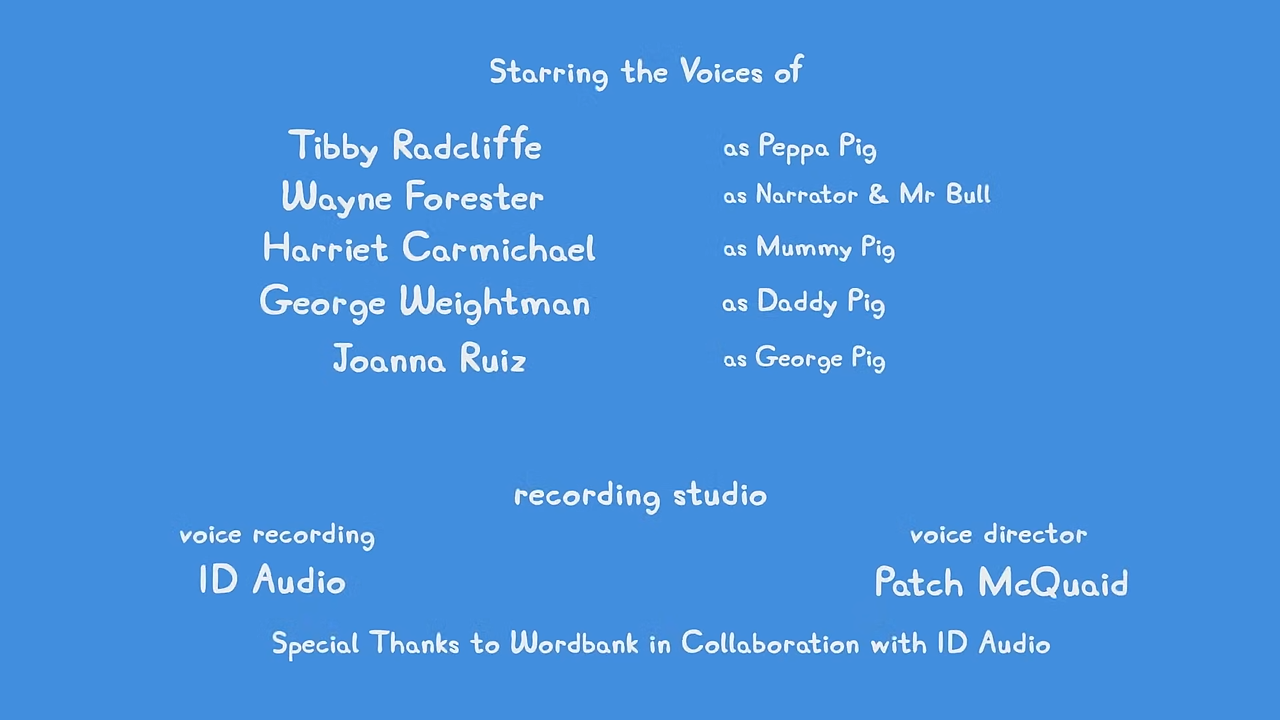 Starring the Voices of
Tibby Radcliffe as Peppa Pig
Wayne Forester as Narrator & Mr Bull
Harriet Carmichael as Mummy Pig
George Weightman as Daddy Pig
Joanna Ruiz as George Pig
recording studio
voice recording
ID Audio
voice director
Patch McQuaid
Special Thanks to Wordbank in Collaboration with ID Audio